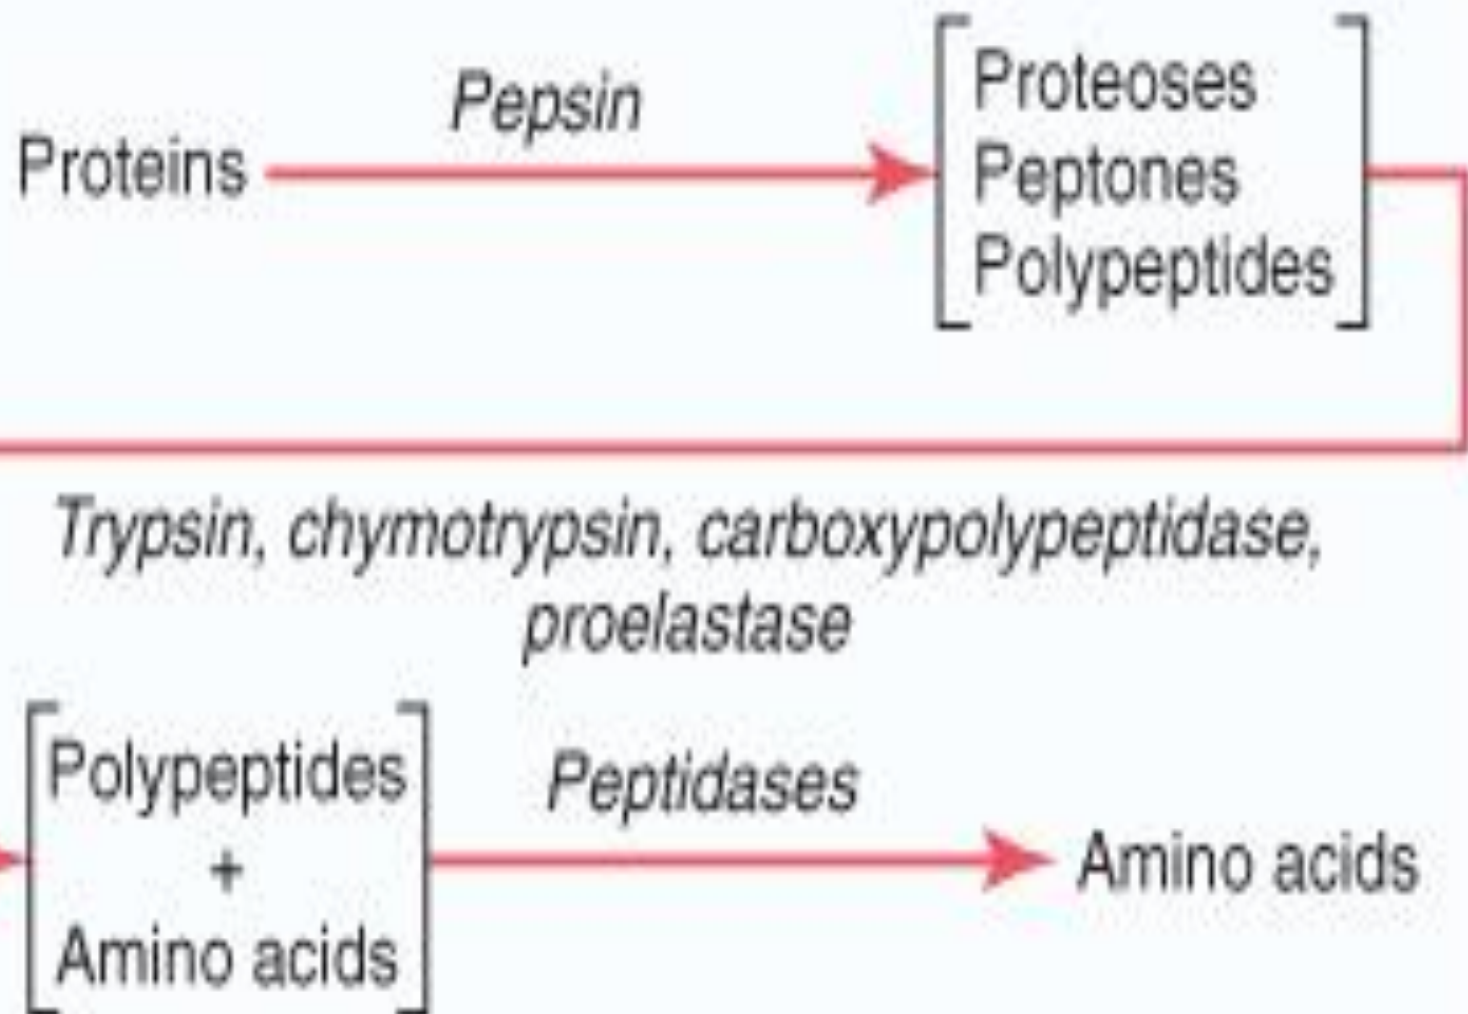 Pepsin
Proteins
Proteoses
Peptones
Polypeptides
Trypsin, chymotrypsin, carboxypolypeptidase,
proelastase
Polypeptides
+
Amino acids
Peptidases
Amino acids